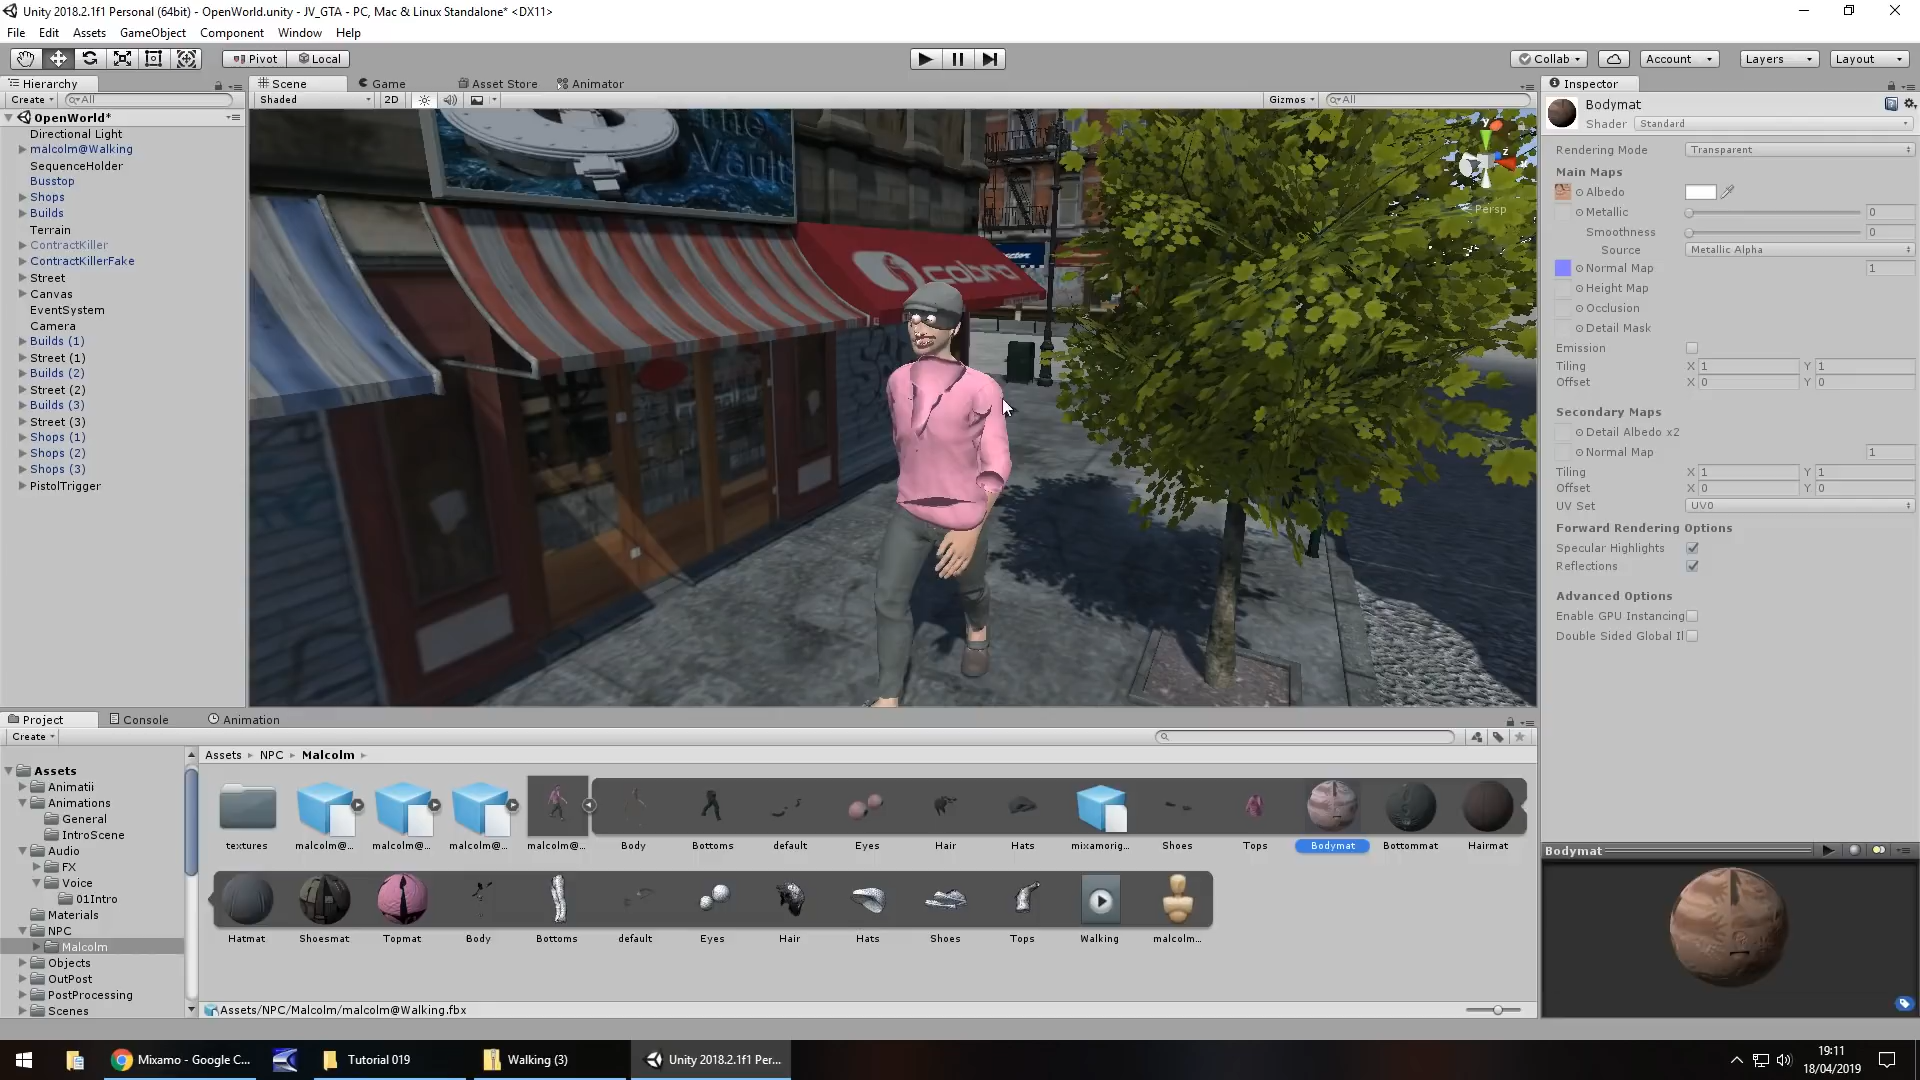 Unity 2018.2.1f1 Personal (64bit) - OpenWorld.unity - JV_GTA - PC, Mac & Linux Standalone* <DX11>
File Edit Assets GameObject Component Window Help
Pivot Local Collab Account Layers Layout
Hierarchy
Create All
OpenWorld*
Directional Light
malcolm@Walking
SequenceHolder
Busstop
Shops
Builds
Terrain
ContractKiller
ContractKillerFake
Street
Canvas
EventSystem
Camera
Builds (1)
Street (1)
Builds (2)
Street (2)
Builds (3)
Street (3)
Shops (1)
Shops (2)
Shops (3)
PistolTrigger
Scene Game Asset Store Animator
Shaded 2D Gizmos All
The
Vault
cobra
y
z
Persp
Inspector
Bodymat
Shader Standard
Rendering Mode Transparent
Main Maps
Albedo
Metallic 0
Smoothness 0
Source Metallic Alpha
Normal Map 1
Height Map
Occlusion
Detail Mask
Emission
Tiling X 1 Y 1
Offset X 0 Y 0
Secondary Maps
Detail Albedo x2
Normal Map 1
Tiling X 1 Y 1
Offset X 0 Y 0
UV Set UV0
Forward Rendering Options
Specular Highlights
Reflections
Advanced Options
Enable GPU Instancing
Double Sided Global Il
Project Console Animation
Create
Assets
Animatii
Animations
General
IntroScene
Audio
FX
Voice
01Intro
Materials
NPC
Malcolm
Objects
OutPost
PostProcessing
Scenes
Assets NPC Malcolm
textures malcolm@... malcolm@... malcolm@... malcolm@... Body Bottoms default Eyes Hair Hats mixamorig... Shoes Tops Bodymat Bottommat Hairmat
Hatmat Shoesmat Topmat Body Bottoms default Eyes Hair Hats Shoes Tops Walking malcolm...
Assets/NPC/Malcolm/malcolm@Walking.fbx
Bodymat
Mixamo - Google C... Tutorial 019 Walking (3) Unity 2018.2.1f1 Per...
19:11
18/04/2019